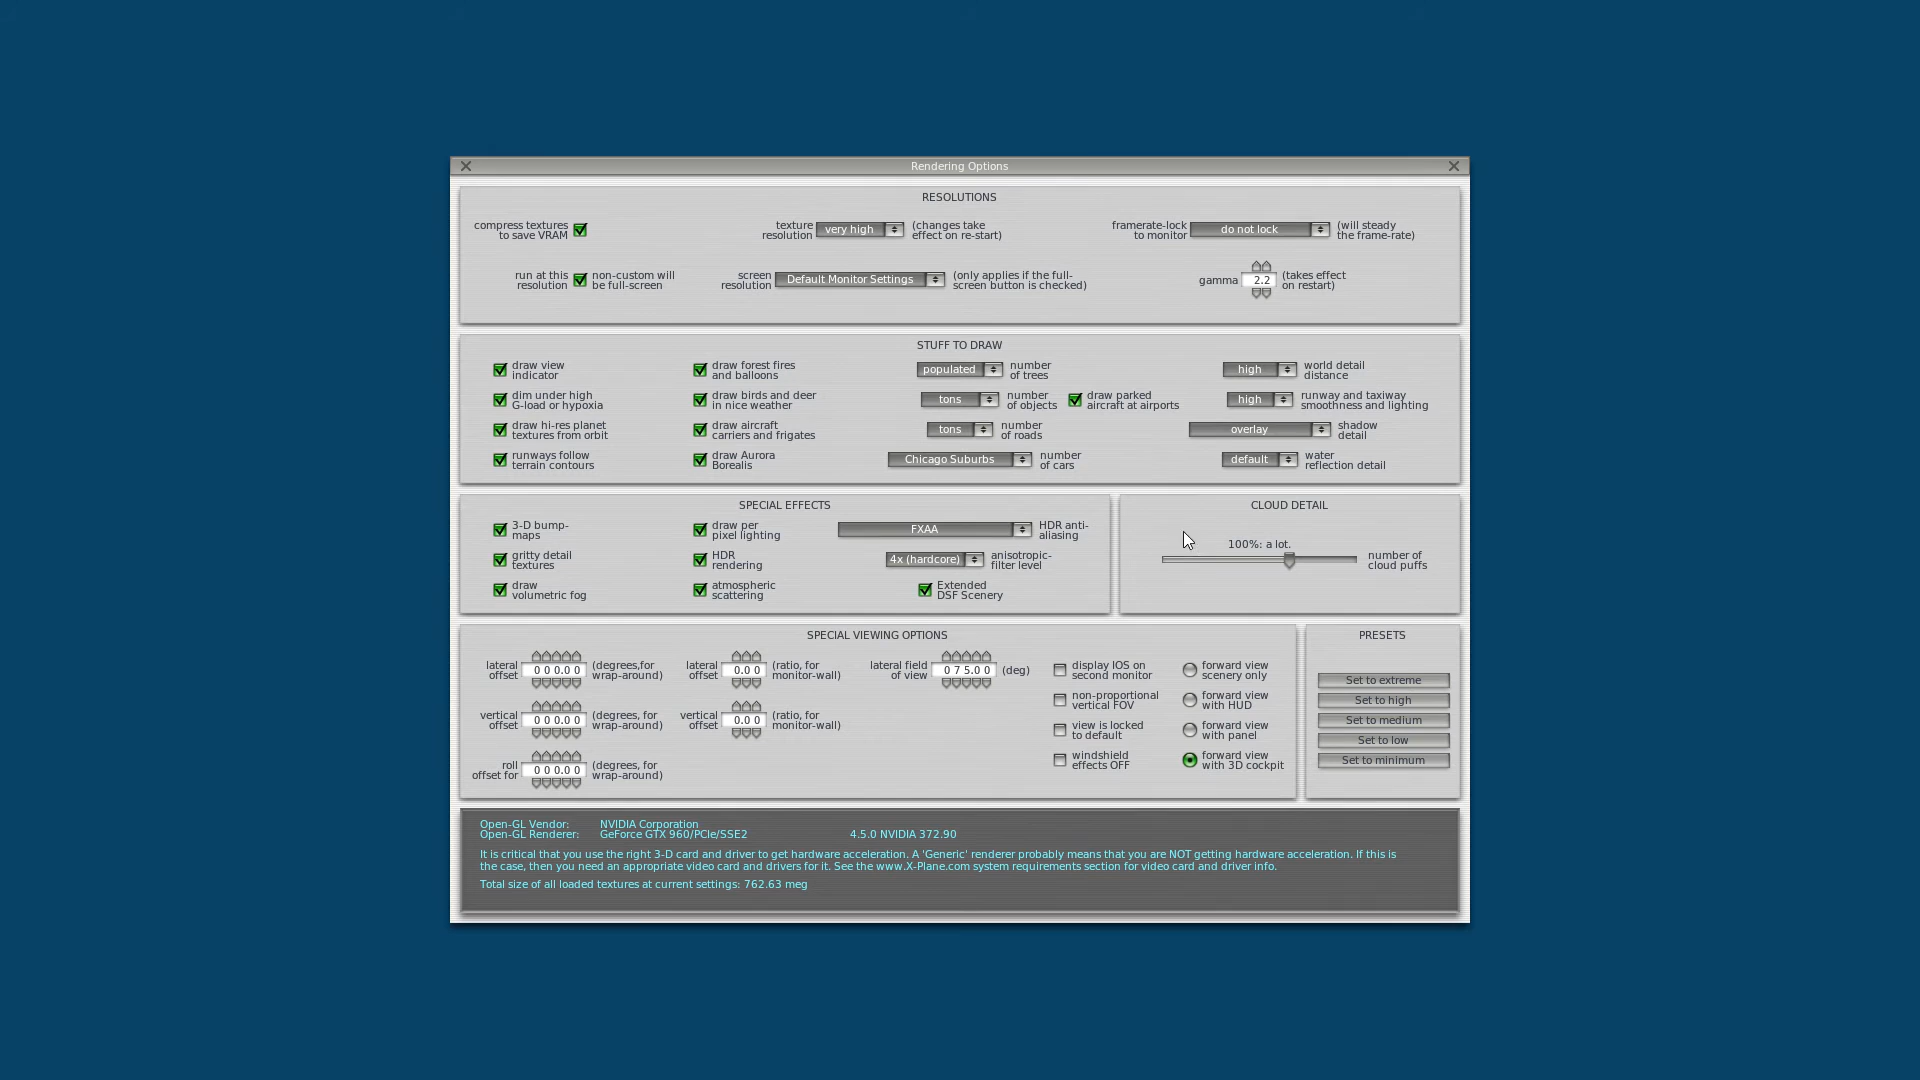 Rendering Options
RESOLUTIONS
compress textures
to save VRAM
texture
resolution
very high
(changes take
effect on re-start)
framerate-lock
to monitor
do not lock
(will steady
the frame-rate)
run at this
resolution
non-custom will
be full-screen
screen
resolution
Default Monitor Settings
(only applies if the full-
screen button is checked)
gamma
2.2
(takes effect
on restart)
STUFF TO DRAW
draw view
indicator
draw forest fires
and balloons
populated
number
of trees
high
world detail
distance
dim under high
G-load or hypoxia
draw birds and deer
in nice weather
tons
number
of objects
draw parked
aircraft at airports
high
runway and taxiway
smoothness and lighting
draw hi-res planet
textures from orbit
draw aircraft
carriers and frigates
tons
number
of roads
overlay
shadow
detail
runways follow
terrain contours
draw Aurora
Borealis
Chicago Suburbs
number
of cars
default
water
reflection detail
SPECIAL EFFECTS
3-D bump-
maps
draw per
pixel lighting
FXAA
HDR anti-
aliasing
gritty detail
textures
HDR
rendering
4x (hardcore)
anisotropic-
filter level
draw
volumetric fog
atmospheric
scattering
Extended
DSF Scenery
CLOUD DETAIL
100%: a lot.
number of
cloud puffs
SPECIAL VIEWING OPTIONS
lateral
offset
0 0 0.0 0
(degrees,for
wrap-around)
lateral
offset
0.0 0
(ratio, for
monitor-wall)
lateral field
of view
0 7 5.0 0
(deg)
display IOS on
second monitor
forward view
scenery only
non-proportional
vertical FOV
forward view
with HUD
vertical
offset
0 0 0.0 0
(degrees, for
wrap-around)
vertical
offset
0.0 0
(ratio, for
monitor-wall)
view is locked
to default
forward view
with panel
roll
offset for
0 0 0.0 0
(degrees, for
wrap-around)
windshield
effects OFF
forward view
with 3D cockpit
PRESETS
Set to extreme
Set to high
Set to medium
Set to low
Set to minimum
Open-GL Vendor: NVIDIA Corporation
Open-GL Renderer: GeForce GTX 960/PCIe/SSE2 4.5.0 NVIDIA 372.90
It is critical that you use the right 3-D card and driver to get hardware acceleration. A 'Generic' renderer probably means that you are NOT getting hardware acceleration. If this is
the case, then you need an appropriate video card and drivers for it. See the www.X-Plane.com system requirements section for video card and driver info.
Total size of all loaded textures at current settings: 762.63 meg